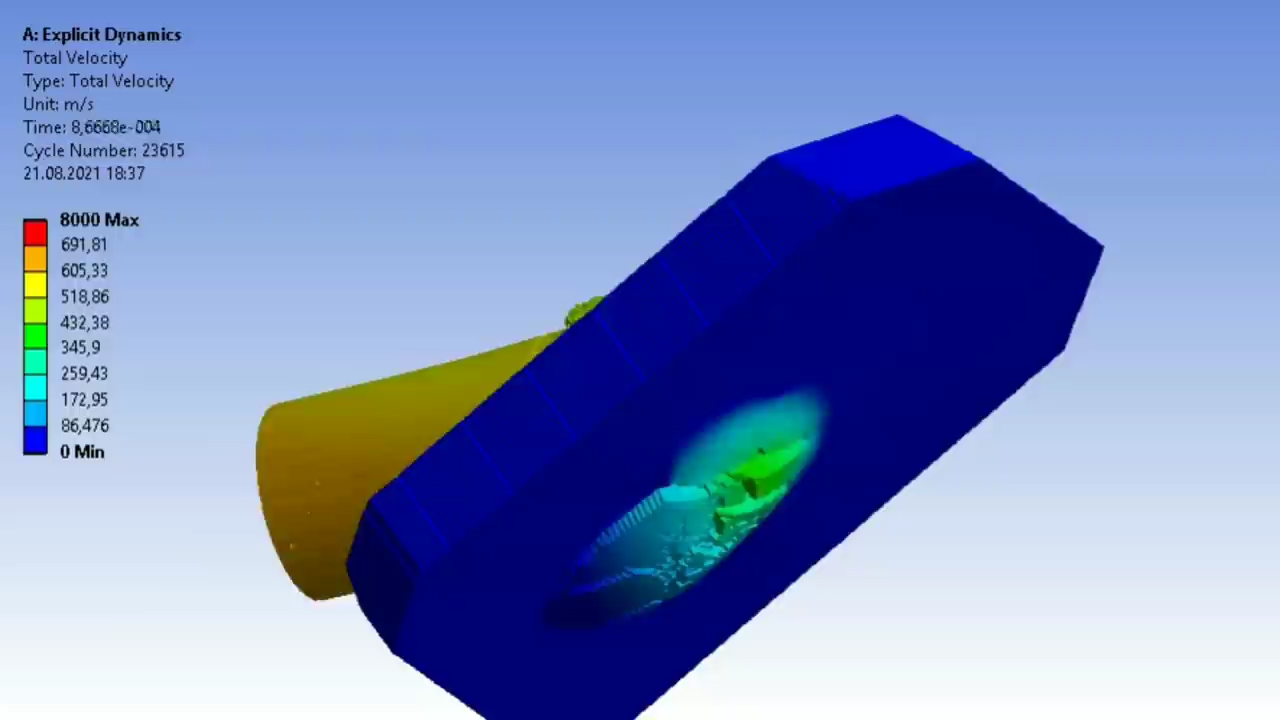 A: Explicit Dynamics
Total Velocity
Type: Total Velocity
Unit: m/s
Time: 8,6668e-004
Cycle Number: 23615
21.08.2021 18:37
8000 Max
691,81
605,33
518,86
432,38
345,9
259,43
172,95
86,476
0 Min